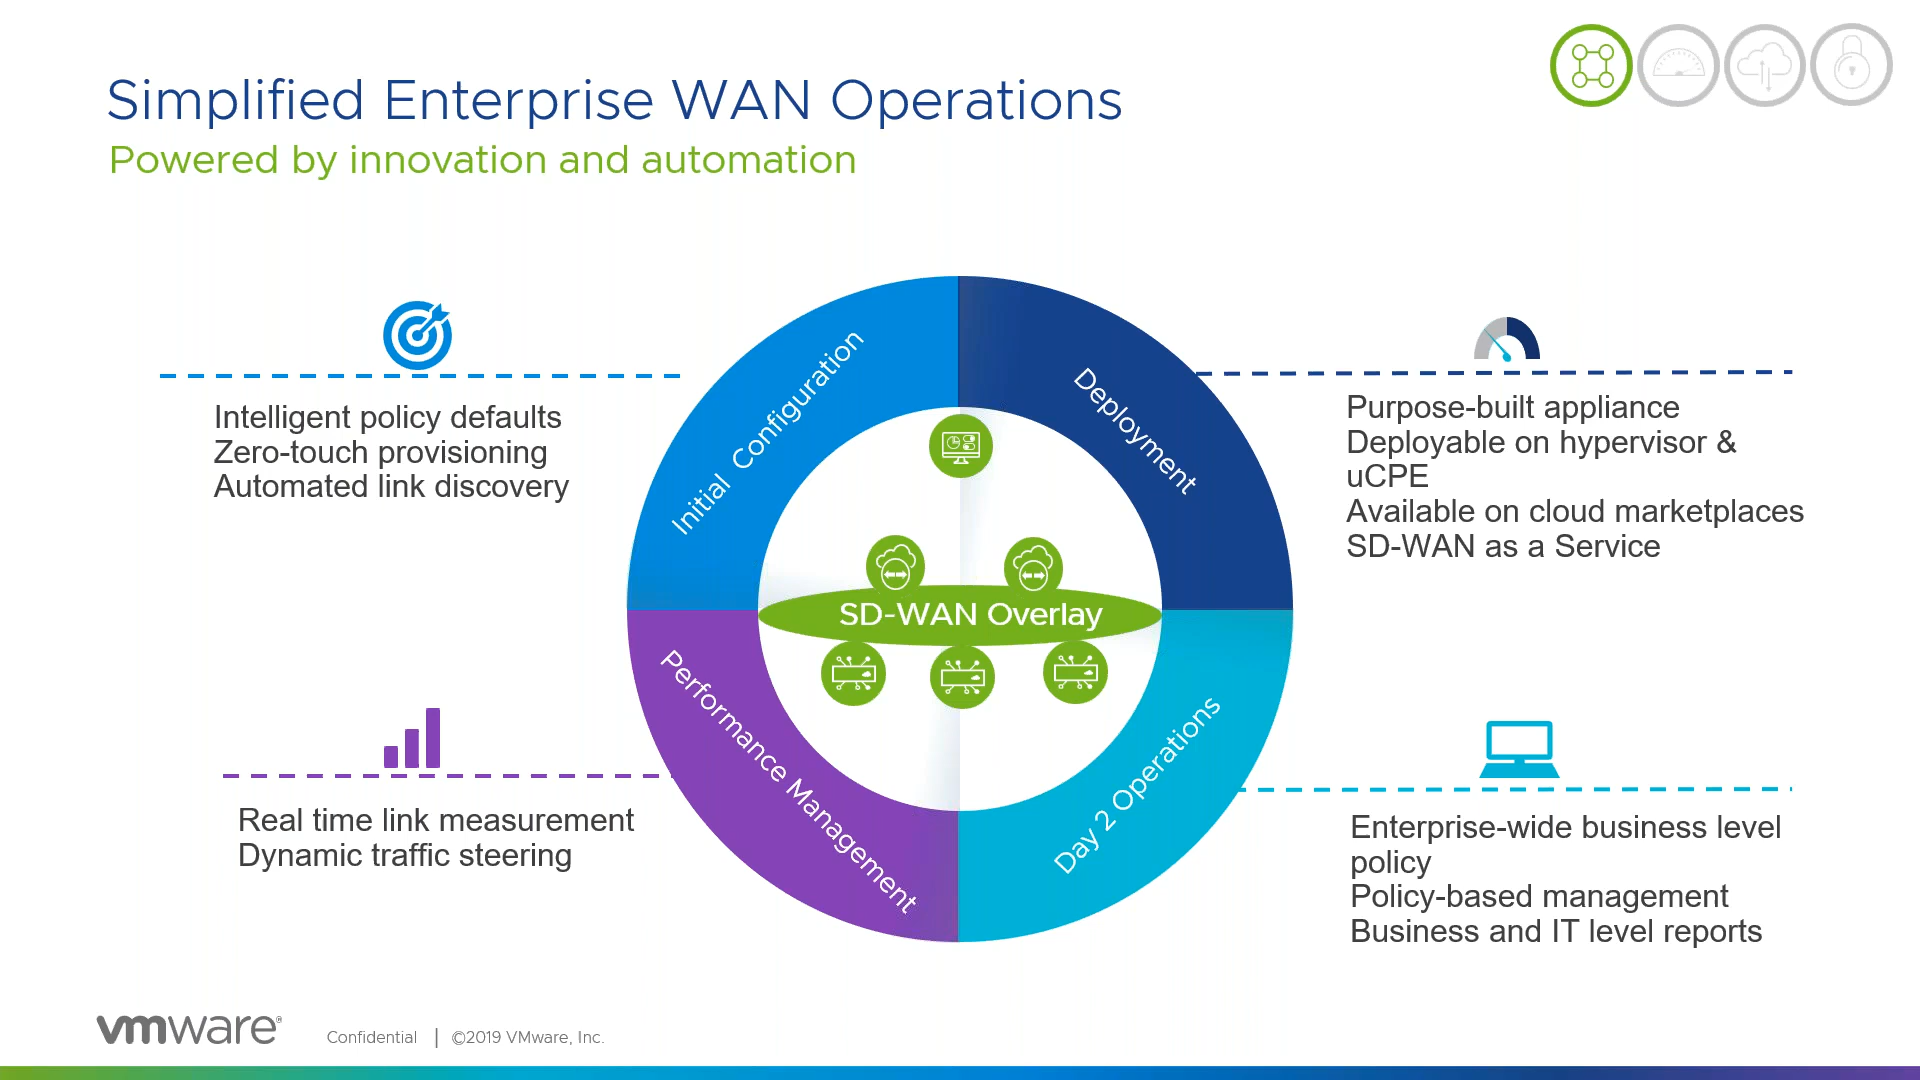 Simplified Enterprise WAN Operations
Powered by innovation and automation
Initial Configuration
Deployment
Intelligent policy defaults
Zero-touch provisioning
Automated link discovery
Purpose-built appliance
Deployable on hypervisor &
uCPE
Available on cloud marketplaces
SD-WAN as a Service
SD-WAN Overlay
Performance Management
Day 2 Operations
Real time link measurement
Dynamic traffic steering
Enterprise-wide business level
policy
Policy-based management
Business and IT level reports
vmware®
Confidential | ©2019 VMware, Inc.